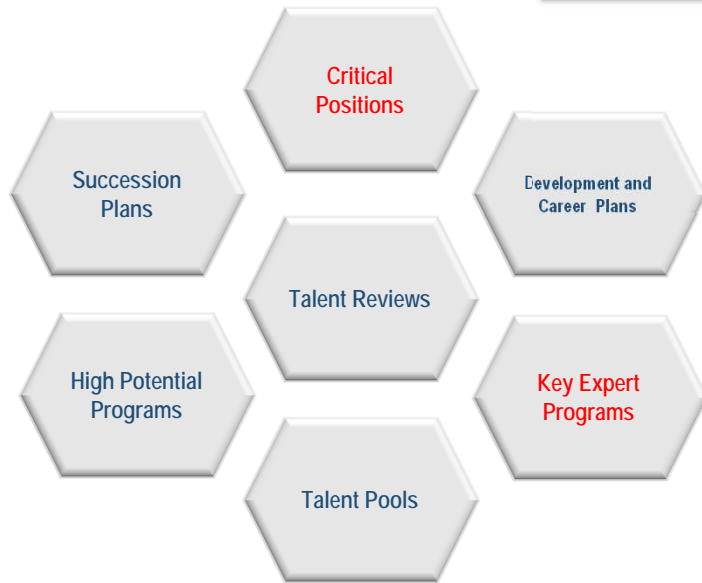 Critical
Positions
Succession
Plans
Development and
Career Plans
Talent Reviews
High Potential
Programs
Key Expert
Programs
Talent Pools